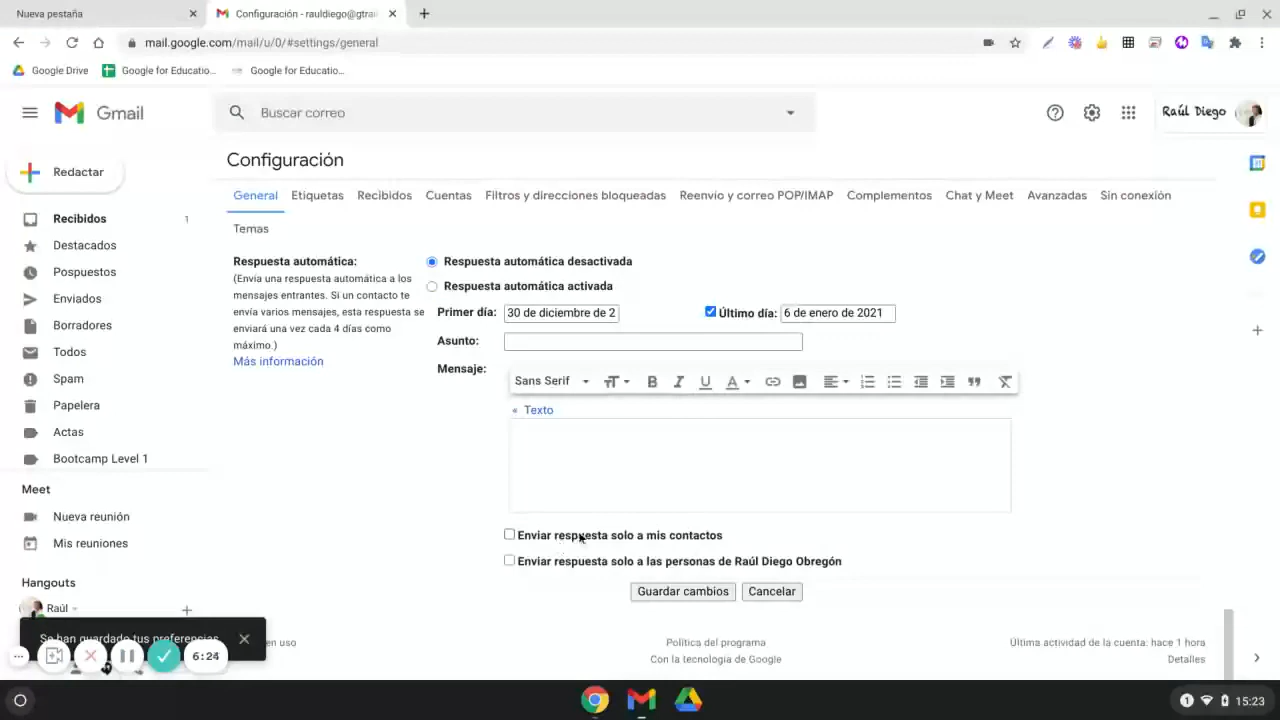 Nueva pestaña
Configuración - rauldiego@gtrai
mail.google.com/mail/u/0/#settings/general
Google Drive
Google for Educatio...
Google for Educatio...
Gmail
Buscar correo
Raúl Diego
Configuración
Redactar
General Etiquetas Recibidos Cuentas Filtros y direcciones bloqueadas Reenvío y correo POP/IMAP Complementos Chat y Meet Avanzadas Sin conexión
Temas
Recibidos 1
Destacados
Pospuestos
Enviados
Borradores
Todos
Spam
Papelera
Actas
Bootcamp Level 1
Meet
Nueva reunión
Mis reuniones
Hangouts
Raúl
Respuesta automática:
(Envía una respuesta automática a los
mensajes entrantes. Si un contacto te
envía varios mensajes, esta respuesta se
enviará una vez cada 4 días como
máximo.)
Más información
Respuesta automática desactivada
Respuesta automática activada
Primer día: 30 de diciembre de 2 Último día: 6 de enero de 2021
Asunto:
Mensaje:
Sans Serif
« Texto
Enviar respuesta solo a mis contactos
Enviar respuesta solo a las personas de Raúl Diego Obregón
Guardar cambios Cancelar
Se han guardado tus preferencias
en uso
Política del programa
Con la tecnología de Google
Última actividad de la cuenta: hace 1 hora
Detalles
6:24
1 15:23